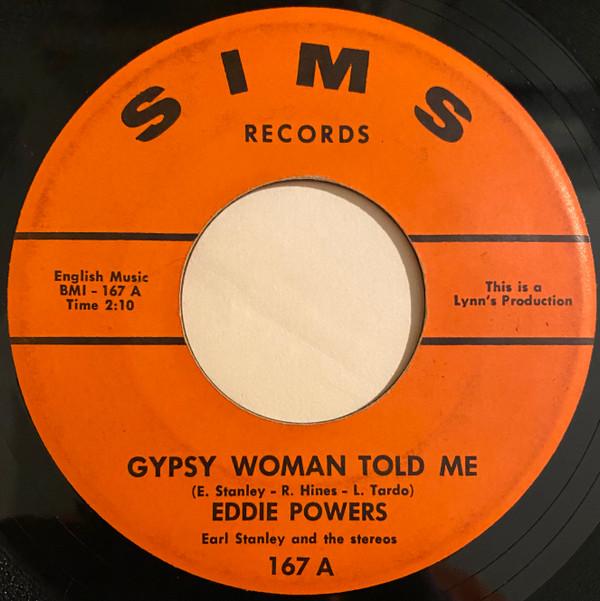 SIMS
RECORDS
English Music
BMI - 167 A
Time 2:10
This is a
Lynn's Production
GYPSY WOMAN TOLD ME
(E. Stanley - R. Hines - L. Tardo)
EDDIE POWERS
Earl Stanley and the stereos
167 A